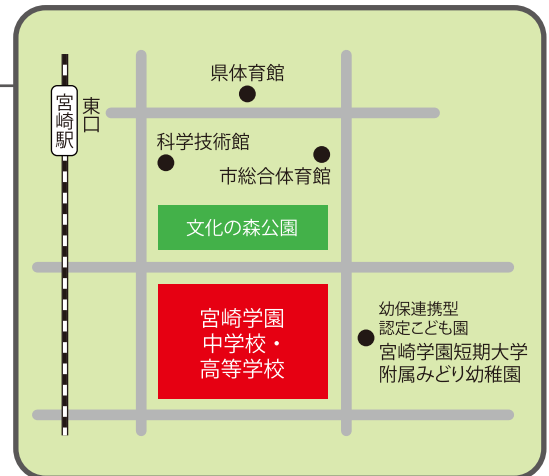 県体育館
宮崎駅
東口
科学技術館
市総合体育館
文化の森公園
宮崎学園
中学校・
高等学校
幼保連携型
認定こども園
宮崎学園短期大学
附属みどり幼稚園